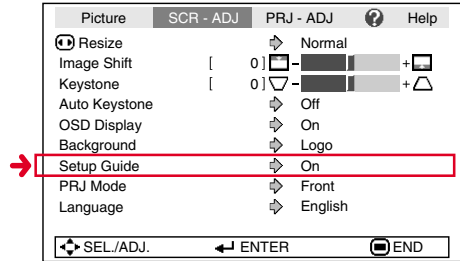 Picture SCR - ADJ PRJ - ADJ ? Help
Resize Normal
Image Shift [ 0 ] - +
Keystone [ 0 ] - +
Auto Keystone Off
OSD Display On
Background Logo
Setup Guide On
PRJ Mode Front
Language English
SEL./ADJ. ENTER END